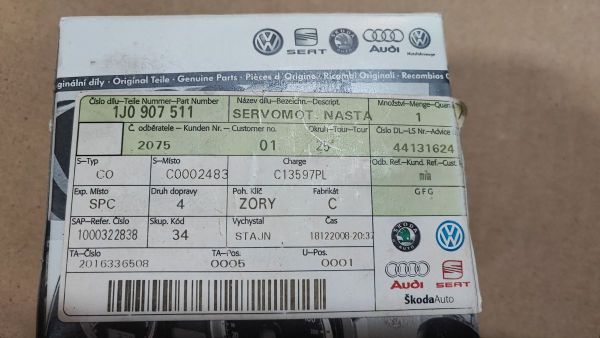 SEAT Audi Nutzfahrzeuge
iginální díly · Original Teile · Genuine Parts · Pièces d'Origine / Ricambi Originali · Recambios O
Číslo dílu–Teile Nummer–Part Number Název dílu–Bezeichn.–Descript. Množství–Menge–Quan
1J0 907 511 SERVOMOT. NASTA 1
Č. odběratele – Kunden Nr. – Customer no. Okruh–Tour–Tour Číslo DL–LS Nr–Advice
2075 01 25 44131624
S–Typ S–Místo Charge Odb. Ref.–Kund. Ref.–Cust.
CO C0002483 C13597PL
Exp. Místo Druh dopravy Poh. Klíč Fabrikát GFG
SPC 4 ZORY C
SAP–Refer. Číslo Skup. Kód Vychystal Čas
1000322838 34 STAJN 18122008-20:37
TA–Číslo TA–Pos. U–Pos.
2016336508 0005 0001
SKODA AUTO
Audi SEAT
ŠkodaAuto